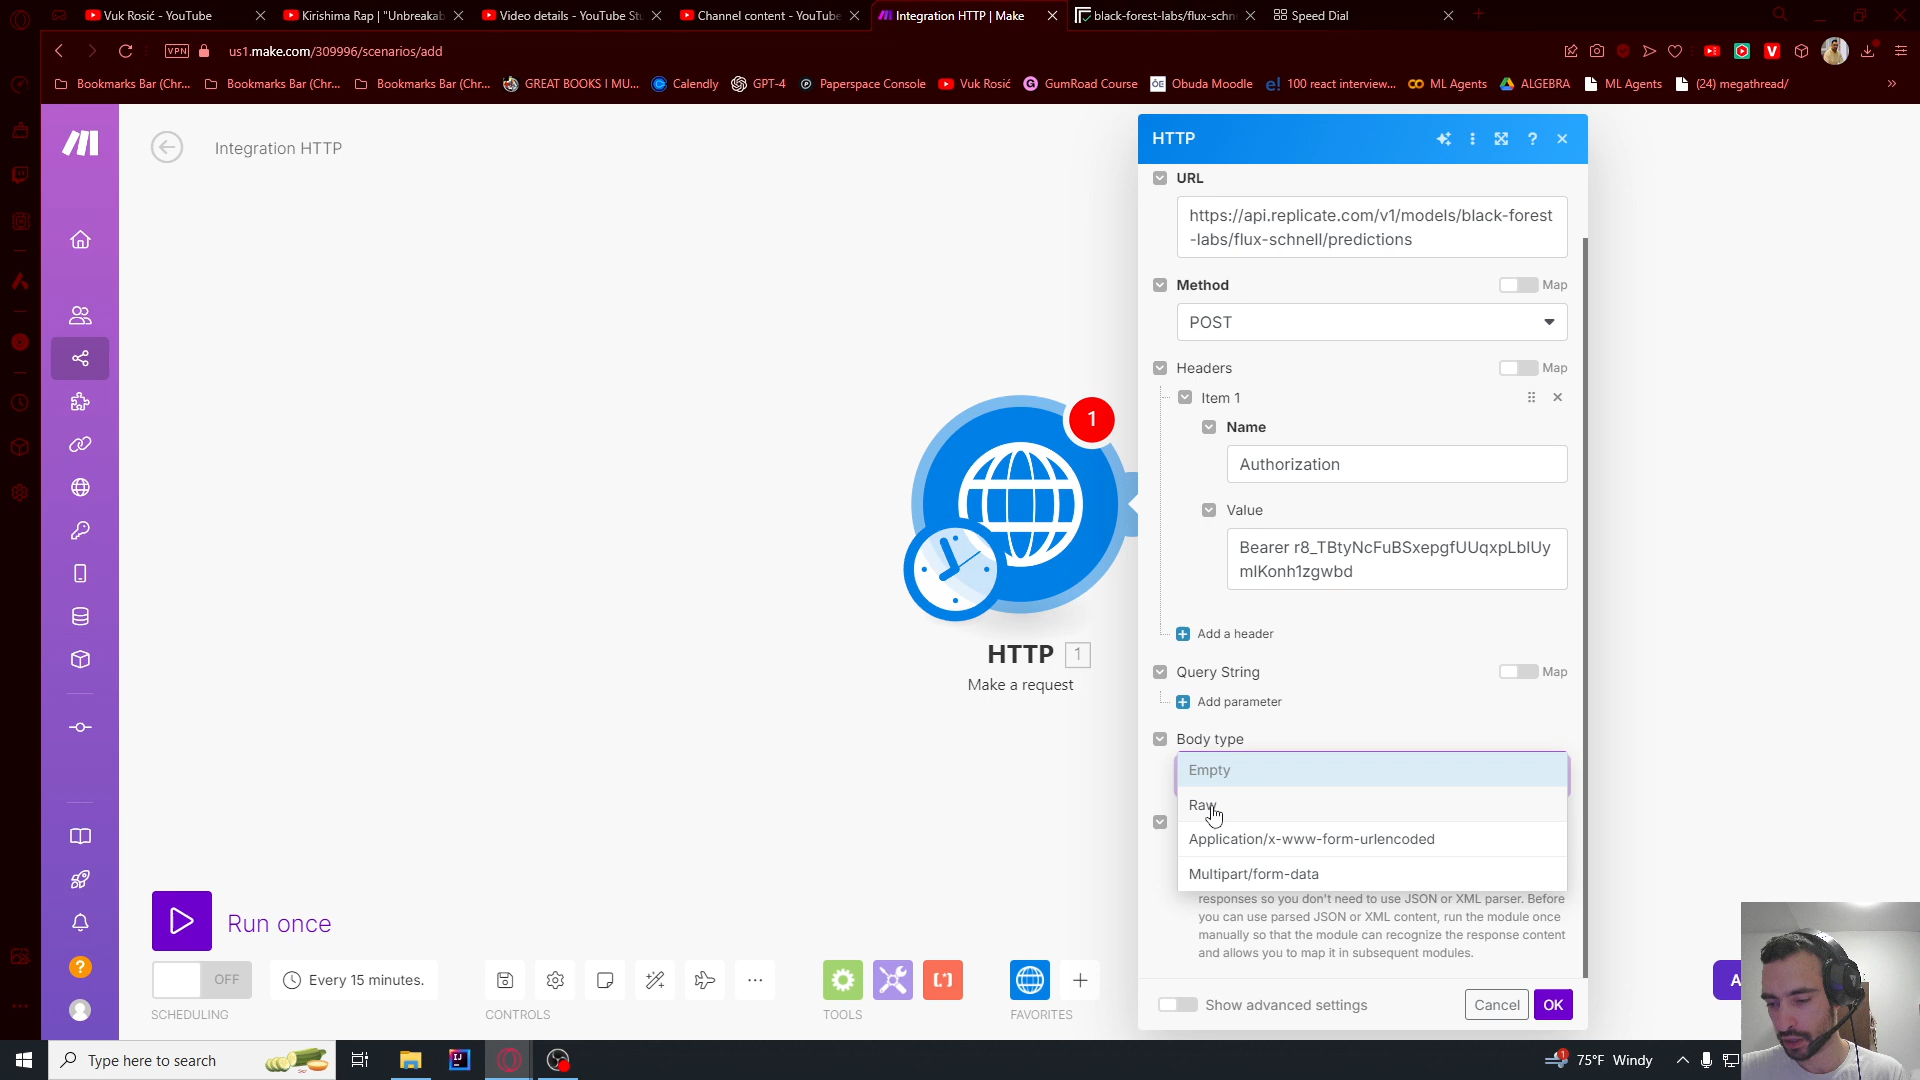 Vuk Rosić - YouTube
Kirishima Rap | "Unbreakab
Video details - YouTube Stu
Channel content - YouTube
Integration HTTP | Make
black-forest-labs/flux-schn
Speed Dial
VPN
us1.make.com/309996/scenarios/add
Bookmarks Bar (Chr...
Bookmarks Bar (Chr...
Bookmarks Bar (Chr...
GREAT BOOKS I MU...
Calendly
GPT-4
Paperspace Console
Vuk Rosić
GumRoad Course
Obuda Moodle
100 react interview...
ML Agents
ALGEBRA
ML Agents
(24) megathread/
Integration HTTP
HTTP
URL
https://api.replicate.com/v1/models/black-forest
-labs/flux-schnell/predictions
Method
Map
POST
Headers
Map
Item 1
Name
Authorization
Value
Bearer r8_TBtyNcFuBSxepgfUUqxpLbIUy
mlKonh1zgwbd
Add a header
Query String
Map
Add parameter
Body type
Empty
Raw
Application/x-www-form-urlencoded
Multipart/form-data
responses so you don't need to use JSON or XML parser. Before
you can use parsed JSON or XML content, run the module once
manually so that the module can recognize the response content
and allows you to map it in subsequent modules.
Show advanced settings
Cancel
OK
1
HTTP 1
Make a request
Run once
OFF
Every 15 minutes.
SCHEDULING
CONTROLS
TOOLS
FAVORITES
A
Type here to search
1
75°F Windy